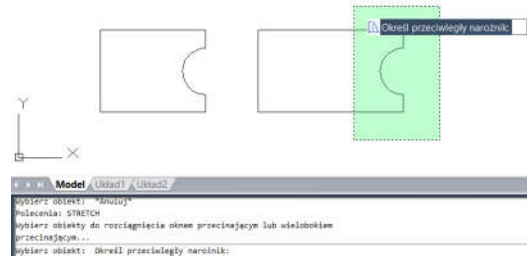 Określ przeciwległy narożnik:
Y
X
Model Układ1 Układ2
Wybierz obiekt: "Anuluj"
Polecenia: STRETCH
Wybierz obiekty do rozciągnięcia oknem przecinającym lub wielobokiem
przecinającym...
Wybierz obiekt: Określ przeciwległy narożnik: